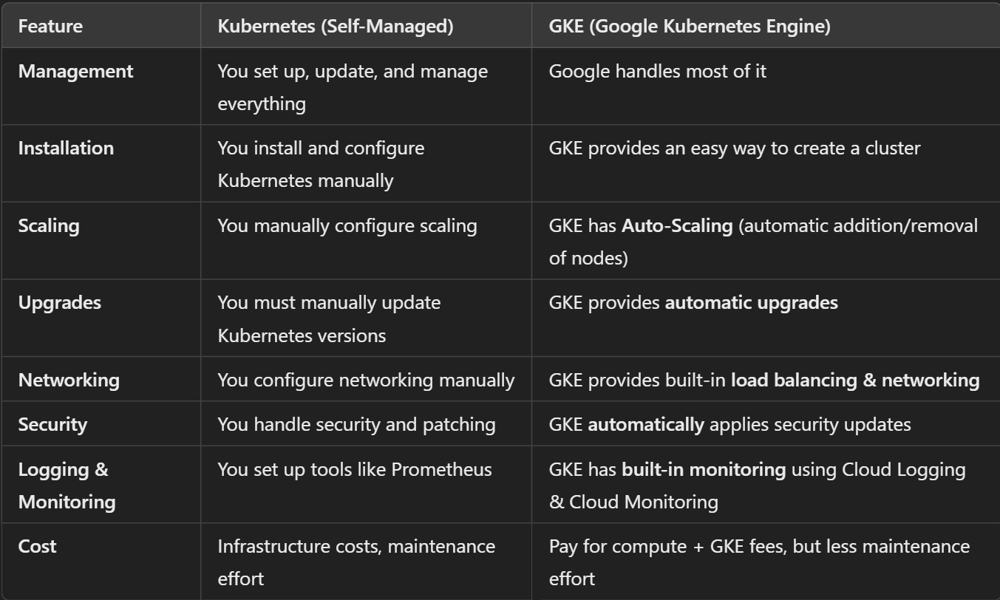 Feature
Kubernetes (Self-Managed)
GKE (Google Kubernetes Engine)
Management
You set up, update, and manage
everything
Google handles most of it
Installation
You install and configure
Kubernetes manually
GKE provides an easy way to create a cluster
Scaling
You manually configure scaling
GKE has Auto-Scaling (automatic addition/removal
of nodes)
Upgrades
You must manually update
Kubernetes versions
GKE provides automatic upgrades
Networking
You configure networking manually
GKE provides built-in load balancing & networking
Security
You handle security and patching
GKE automatically applies security updates
Logging &
Monitoring
You set up tools like Prometheus
GKE has built-in monitoring using Cloud Logging
& Cloud Monitoring
Cost
Infrastructure costs, maintenance
effort
Pay for compute + GKE fees, but less maintenance
effort